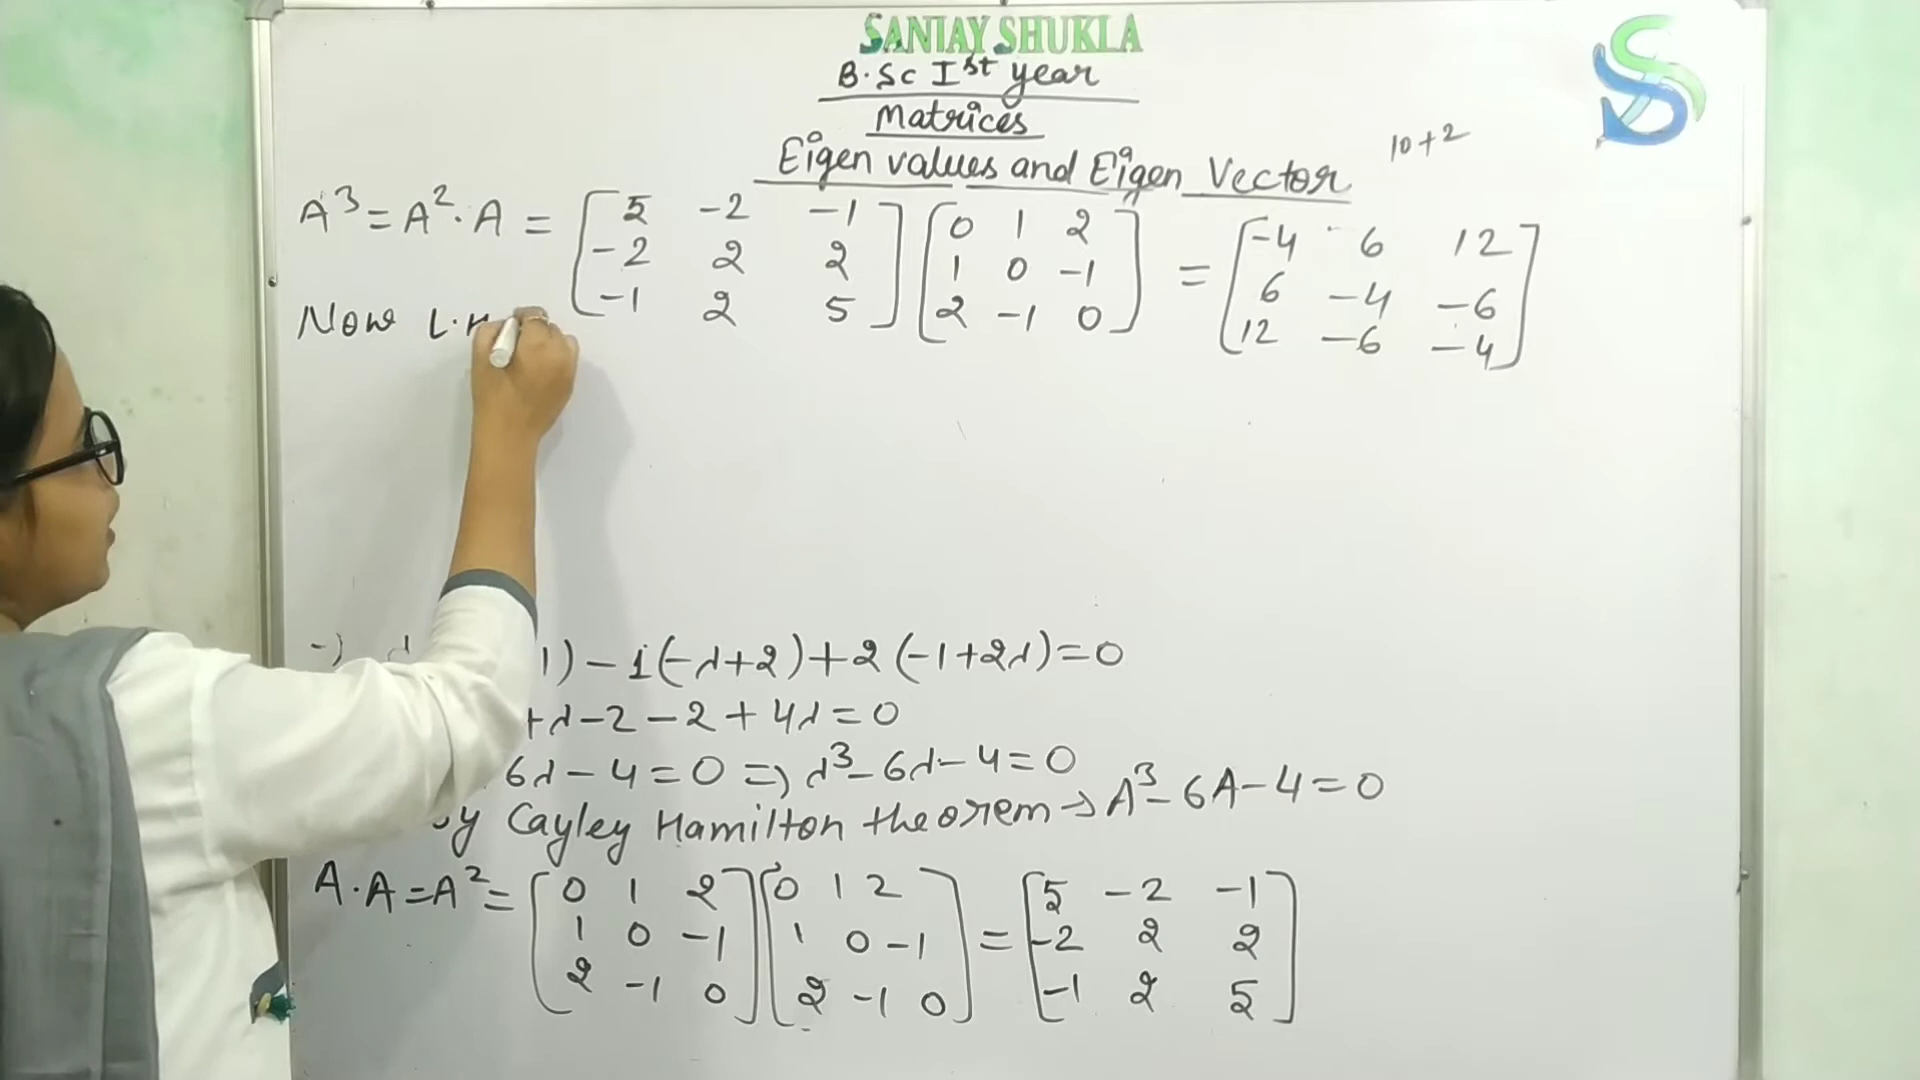 SANJAY SHUKLA
B.Sc Ist year
Matrices
Eigen values and Eigen Vector
10+2
A³ = A²·A = [5 -2 -1] [0 1 2] = [-4 6 12]
[-2 2 2] [1 0 -1] [6 -4 -6]
[-1 2 5] [2 -1 0] [12 -6 -4]
Now L.H
1) - 1(-λ+2) + 2(-1+2λ) = 0
+λ-2-2+4λ=0
6λ-4=0 => λ³-6λ-4=0
by Cayley Hamilton theorem → A³-6A-4=0
A·A=A²= [0 1 2] [0 1 2] = [5 -2 -1]
[1 0 -1] [1 0 -1] [-2 2 2]
[2 -1 0] [2 -1 0] [-1 2 5]